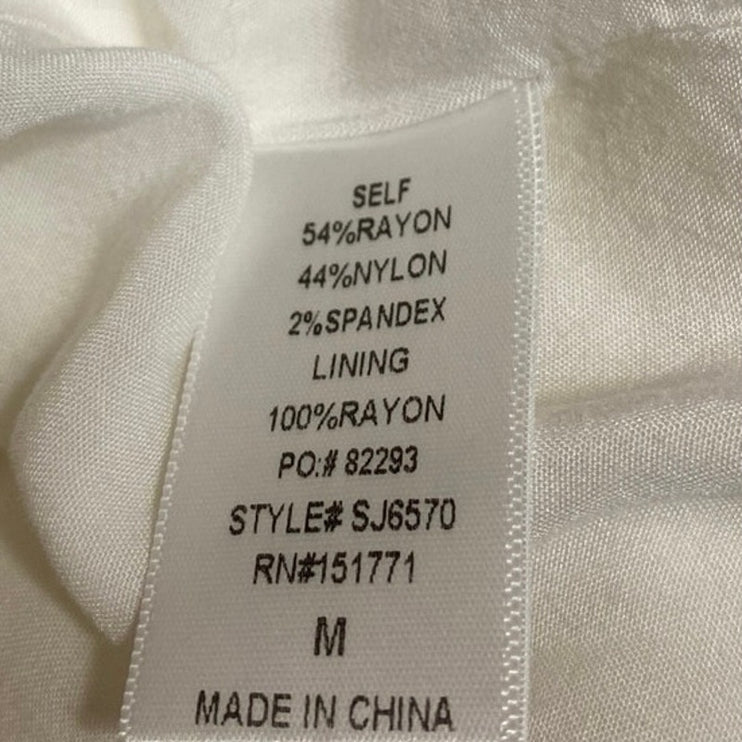 SELF
54%RAYON
44%NYLON
2%SPANDEX
LINING
100%RAYON
PO:# 82293
STYLE# SJ6570
RN#151771
M
MADE IN CHINA